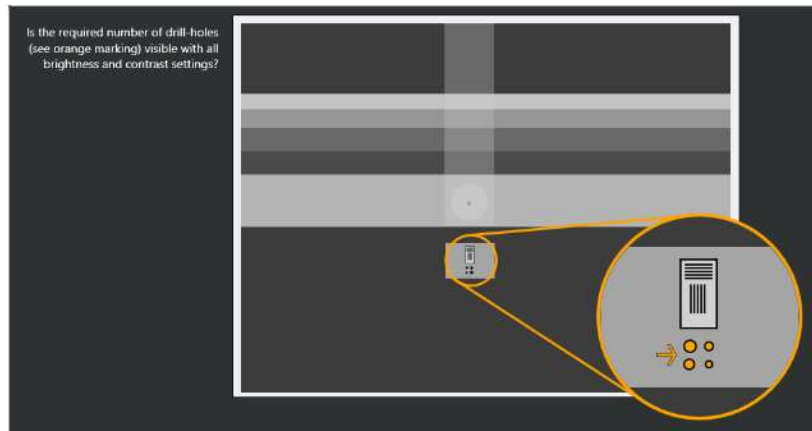 Is the required number of drill-holes
(see orange marking) visible with all
brightness and contrast settings?